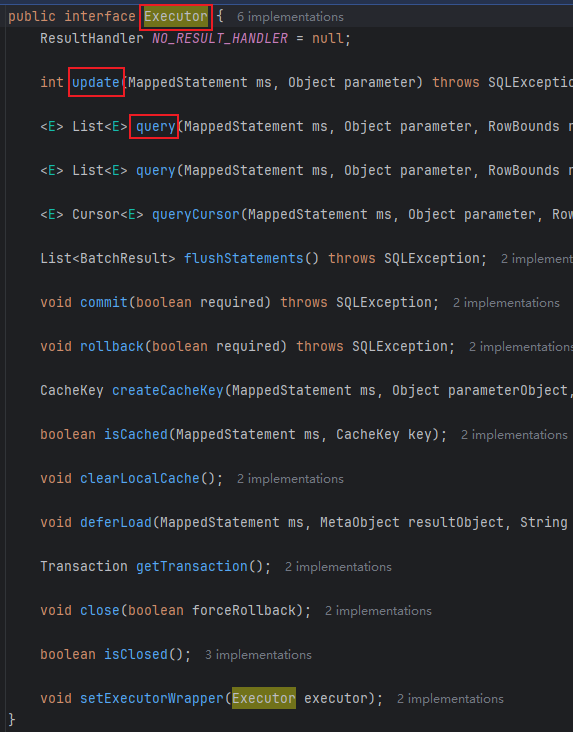 public interface Executor { 6 implementations
ResultHandler NO_RESULT_HANDLER = null;
int update(MappedStatement ms, Object parameter) throws SQLExceptio
<E> List<E> query(MappedStatement ms, Object parameter, RowBounds r
<E> List<E> query(MappedStatement ms, Object parameter, RowBounds r
<E> Cursor<E> queryCursor(MappedStatement ms, Object parameter, Row
List<BatchResult> flushStatements() throws SQLException; 2 implement
void commit(boolean required) throws SQLException; 2 implementations
void rollback(boolean required) throws SQLException; 2 implementations
CacheKey createCacheKey(MappedStatement ms, Object parameterObject,
boolean isCached(MappedStatement ms, CacheKey key); 2 implementations
void clearLocalCache(); 2 implementations
void deferLoad(MappedStatement ms, MetaObject resultObject, String
Transaction getTransaction(); 2 implementations
void close(boolean forceRollback); 2 implementations
boolean isClosed(); 3 implementations
void setExecutorWrapper(Executor executor); 2 implementations
}